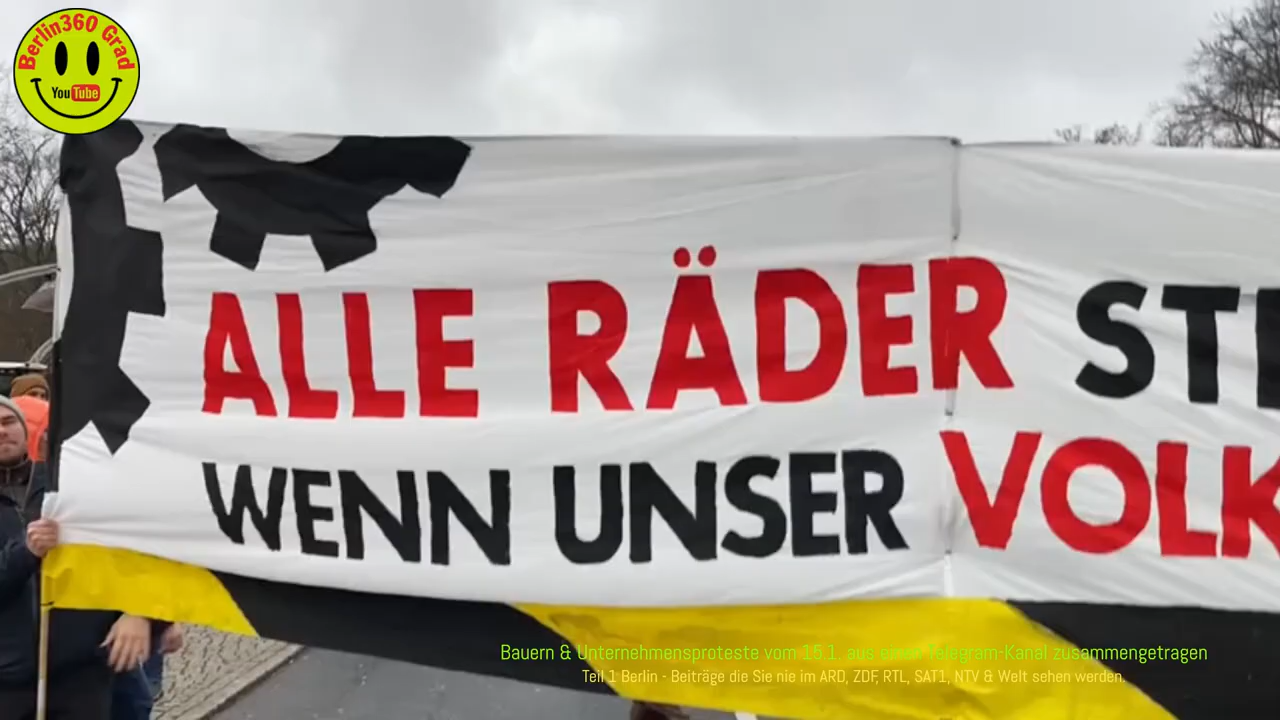 Berlin360 Grad
YouTube
ALLE RÄDER
WENN UNSER
Bauern & Unternehmensproteste vom 15.1. aus einem Telegram-Kanal zusammengetragen
Teil 1 Berlin - Beiträge die Sie nie im ARD, ZDF, RTL, SAT1, NTV & Welt sehen werden.